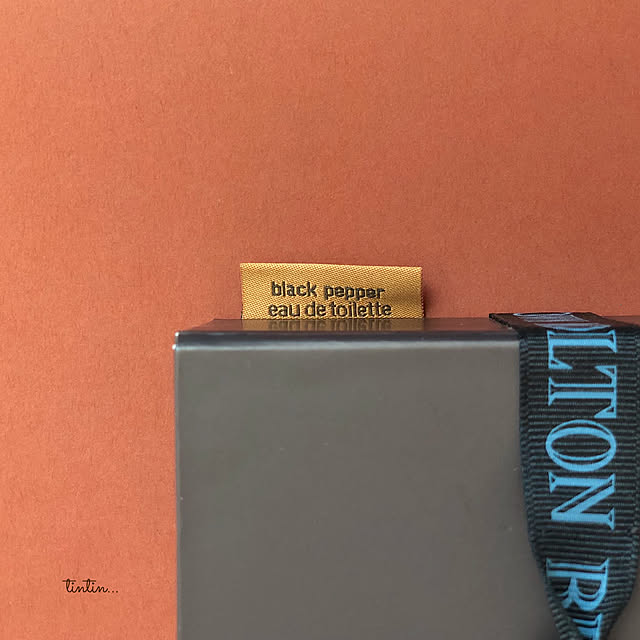 black pepper
eau de toilette
LTON
tintin...